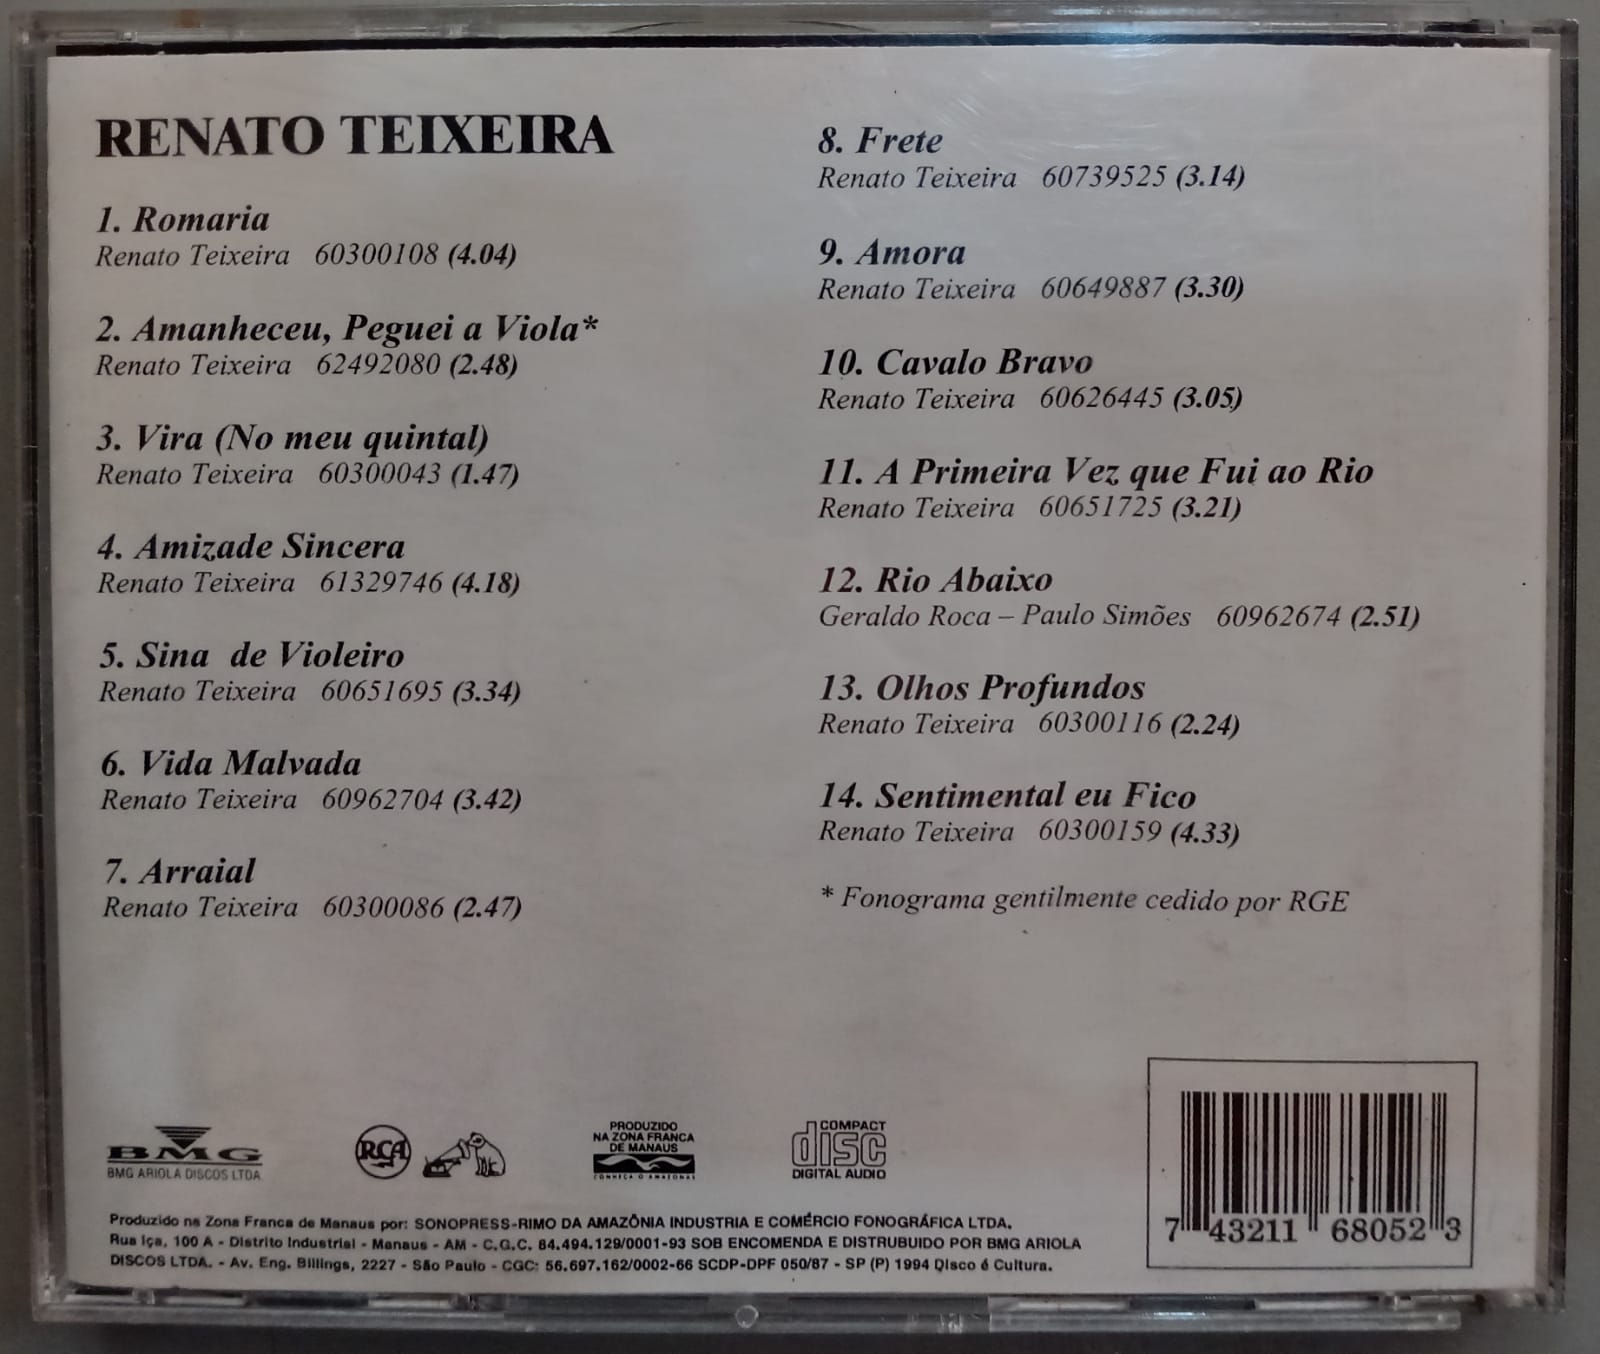 RENATO TEIXEIRA
1. Romaria
Renato Teixeira 60300108 (4.04)
2. Amanheceu, Peguei a Viola*
Renato Teixeira 62492080 (2.48)
3. Vira (No meu quintal)
Renato Teixeira 60300043 (1.47)
4. Amizade Sincera
Renato Teixeira 61329746 (4.18)
5. Sina de Violeiro
Renato Teixeira 60651695 (3.34)
6. Vida Malvada
Renato Teixeira 60962704 (3.42)
7. Arraial
Renato Teixeira 60300086 (2.47)
8. Frete
Renato Teixeira 60739525 (3.14)
9. Amora
Renato Teixeira 60649887 (3.30)
10. Cavalo Bravo
Renato Teixeira 60626445 (3.05)
11. A Primeira Vez que Fui ao Rio
Renato Teixeira 60651725 (3.21)
12. Rio Abaixo
Geraldo Roca – Paulo Simões 60962674 (2.51)
13. Olhos Profundos
Renato Teixeira 60300116 (2.24)
14. Sentimental eu Fico
Renato Teixeira 60300159 (4.33)
* Fonograma gentilmente cedido por RGE
BMG
BMG ARIOLA DISCOS LTDA
RCA
PRODUZIDO
NA ZONA FRANCA
DE MANAUS
CONHEÇA O AMAZONAS
COMPACT
disc
DIGITAL AUDIO
Produzido na Zona Franca de Manaus por: SONOPRESS-RIMO DA AMAZÔNIA INDUSTRIA E COMÉRCIO FONOGRÁFICA LTDA.
Rua Iça, 100 A - Distrito Industrial - Manaus - AM - C.G.C. 84.494.129/0001-93 SOB ENCOMENDA E DISTRUBUIDO POR BMG ARIOLA
DISCOS LTDA. - Av. Eng. Billings, 2227 - São Paulo - CGC: 56.697.162/0002-66 SCDP-DPF 050/87 - SP (P) 1994 Disco é Cultura.
7 43211 68052 3